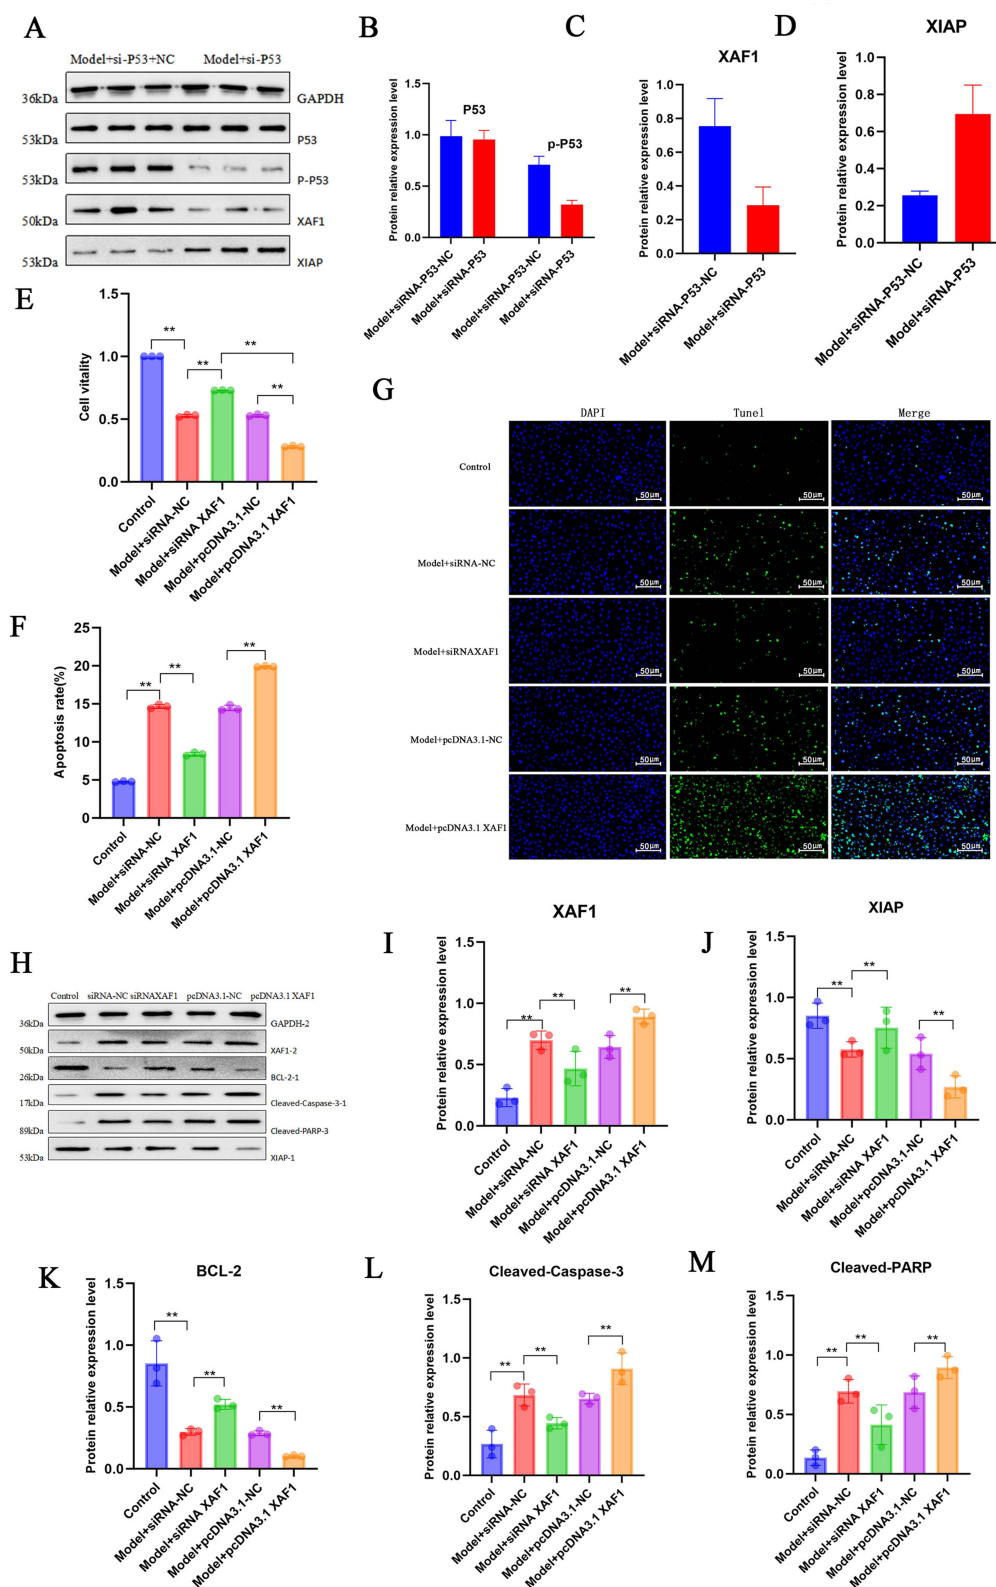 A
Model+si-P53+NC Model+si-P53
36kDa GAPDH
53kDa P53
53kDa P-P53
50kDa XAF1
53kDa XIAP
B
Protein relative expression level
1.5
1.0
0.5
0.0
P53
p-P53
Model+siRNA-P53-NC
Model+siRNA-P53
Model+siRNA-P53-NC
Model+siRNA-P53
C
XAF1
Protein relative expression level
1.0
0.8
0.6
0.4
0.2
0.0
Model+siRNA-P53-NC
Model+siRNA-P53
D
XIAP
Protein relative expression level
1.0
0.8
0.6
0.4
0.2
0.0
Model+siRNA-P53-NC
Model+siRNA-P53
E
Cell vitality
1.5
1.0
0.5
0.0
**
**
**
**
Control
Model+siRNA-NC
Model+siRNA XAF1
Model+pcDNA3.1-NC
Model+pcDNA3.1 XAF1
F
Apoptosis rate(%)
25
20
15
10
5
0
**
**
**
Control
Model+siRNA-NC
Model+siRNA XAF1
Model+pcDNA3.1-NC
Model+pcDNA3.1 XAF1
G
DAPI Tunel Merge
Control
50μm 50μm 50μm
Model+siRNA-NC
50μm 50μm 50μm
Model+siRNAXAF1
50μm 50μm 50μm
Model+pcDNA3.1-NC
50μm 50μm 50μm
Model+pcDNA3.1 XAF1
50μm 50μm 50μm
H
Control siRNA-NC siRNAXAF1 pcDNA3.1-NC pcDNA3.1 XAF1
36kDa GAPDH-2
50kDa XAF1-2
26kDa BCL-2-1
17kDa Cleaved-Caspase-3-1
89kDa Cleaved-PARP-3
53kDa XIAP-1
I
XAF1
Protein relative expression level
1.5
1.0
0.5
0.0
**
**
**
Control
Model+siRNA-NC
Model+siRNA XAF1
Model+pcDNA3.1-NC
Model+pcDNA3.1 XAF1
J
XIAP
Protein relative expression level
1.5
1.0
0.5
0.0
**
**
**
Control
Model+siRNA-NC
Model+siRNA XAF1
Model+pcDNA3.1-NC
Model+pcDNA3.1 XAF1
K
BCL-2
Protein relative expression level
1.5
1.0
0.5
0.0
**
**
**
Control
Model+siRNA-NC
Model+siRNA XAF1
Model+pcDNA3.1-NC
Model+pcDNA3.1 XAF1
L
Cleaved-Caspase-3
Protein relative expression level
1.5
1.0
0.5
0.0
**
**
**
Control
Model+siRNA-NC
Model+siRNA XAF1
Model+pcDNA3.1-NC
Model+pcDNA3.1 XAF1
M
Cleaved-PARP
Protein relative expression level
1.5
1.0
0.5
0.0
**
**
**
Control
Model+siRNA-NC
Model+siRNA XAF1
Model+pcDNA3.1-NC
Model+pcDNA3.1 XAF1